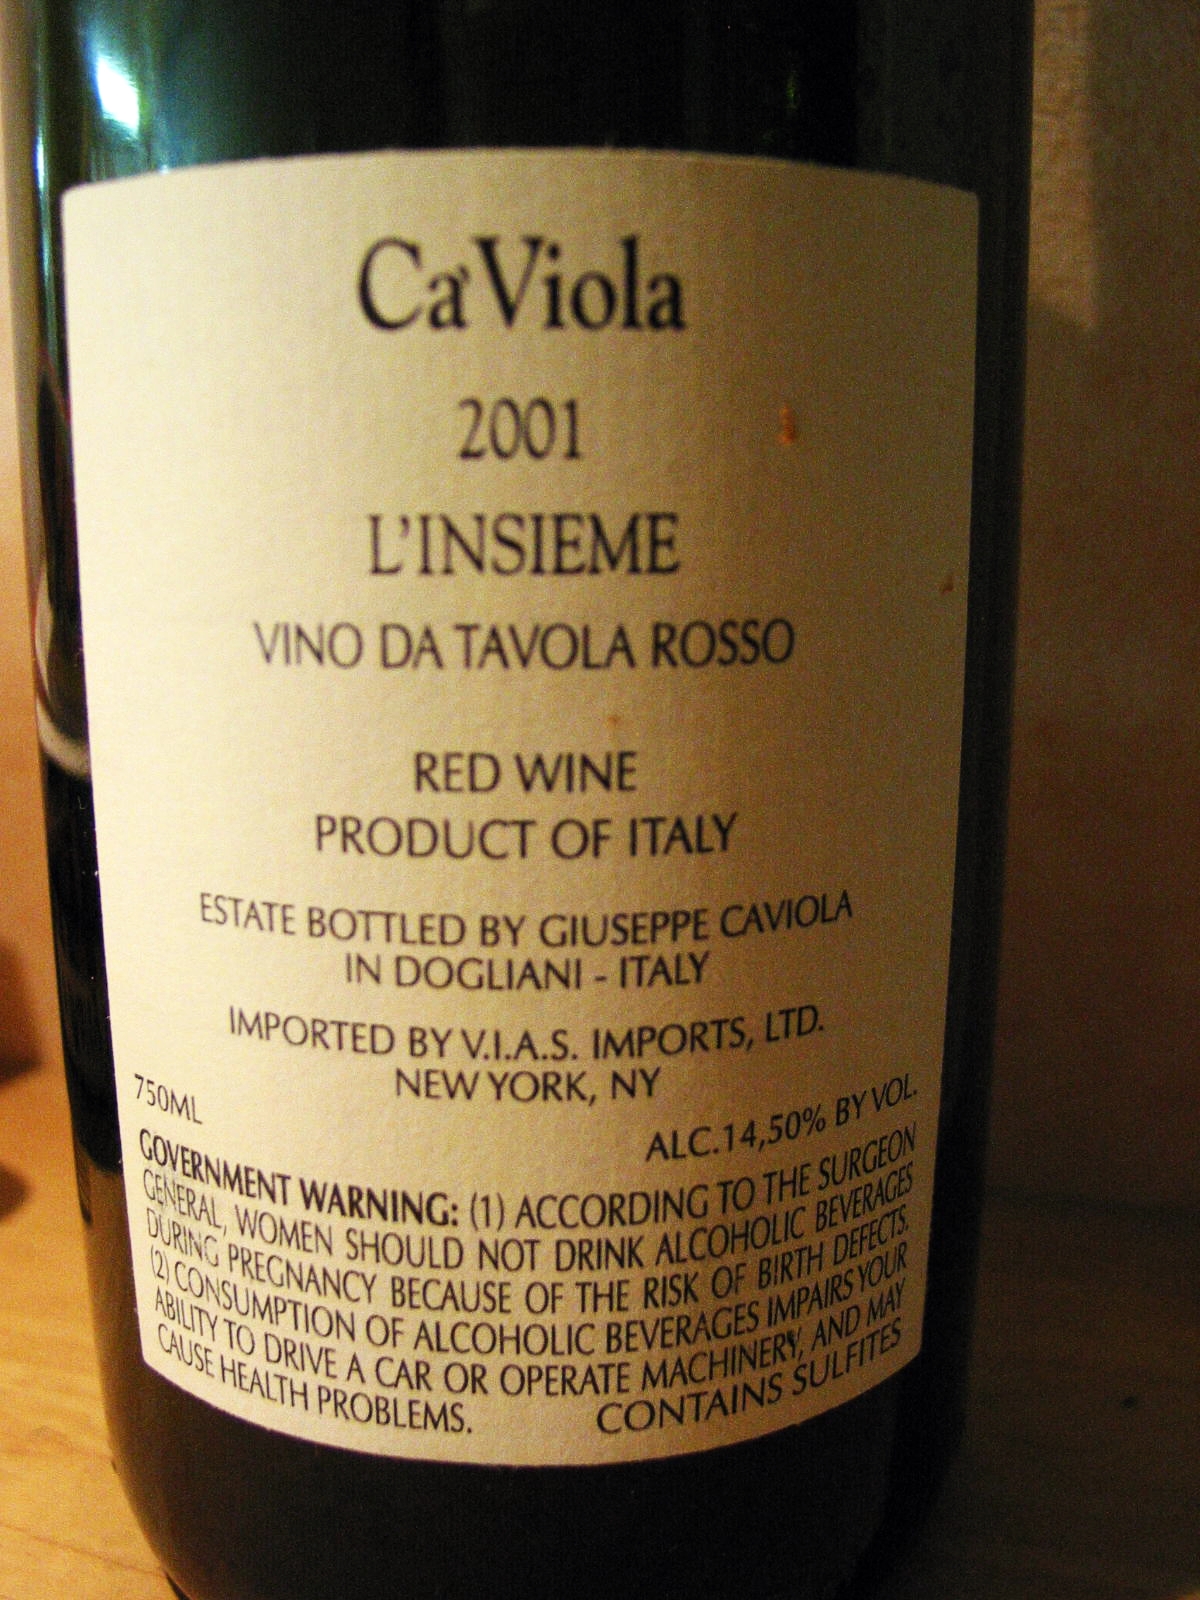 Ca'Viola
2001
L'INSIEME
VINO DA TAVOLA ROSSO
RED WINE
PRODUCT OF ITALY
ESTATE BOTTLED BY GIUSEPPE CAVIOLA
IN DOGLIANI - ITALY
IMPORTED BY V.I.A.S. IMPORTS, LTD.
NEW YORK, NY
750ML
ALC.14,50% BY VOL.
GOVERNMENT WARNING: (1) ACCORDING TO THE SURGEON
GENERAL, WOMEN SHOULD NOT DRINK ALCOHOLIC BEVERAGES
DURING PREGNANCY BECAUSE OF THE RISK OF BIRTH DEFECTS.
(2) CONSUMPTION OF ALCOHOLIC BEVERAGES IMPAIRS YOUR
ABILITY TO DRIVE A CAR OR OPERATE MACHINERY, AND MAY
CAUSE HEALTH PROBLEMS. CONTAINS SULFITES